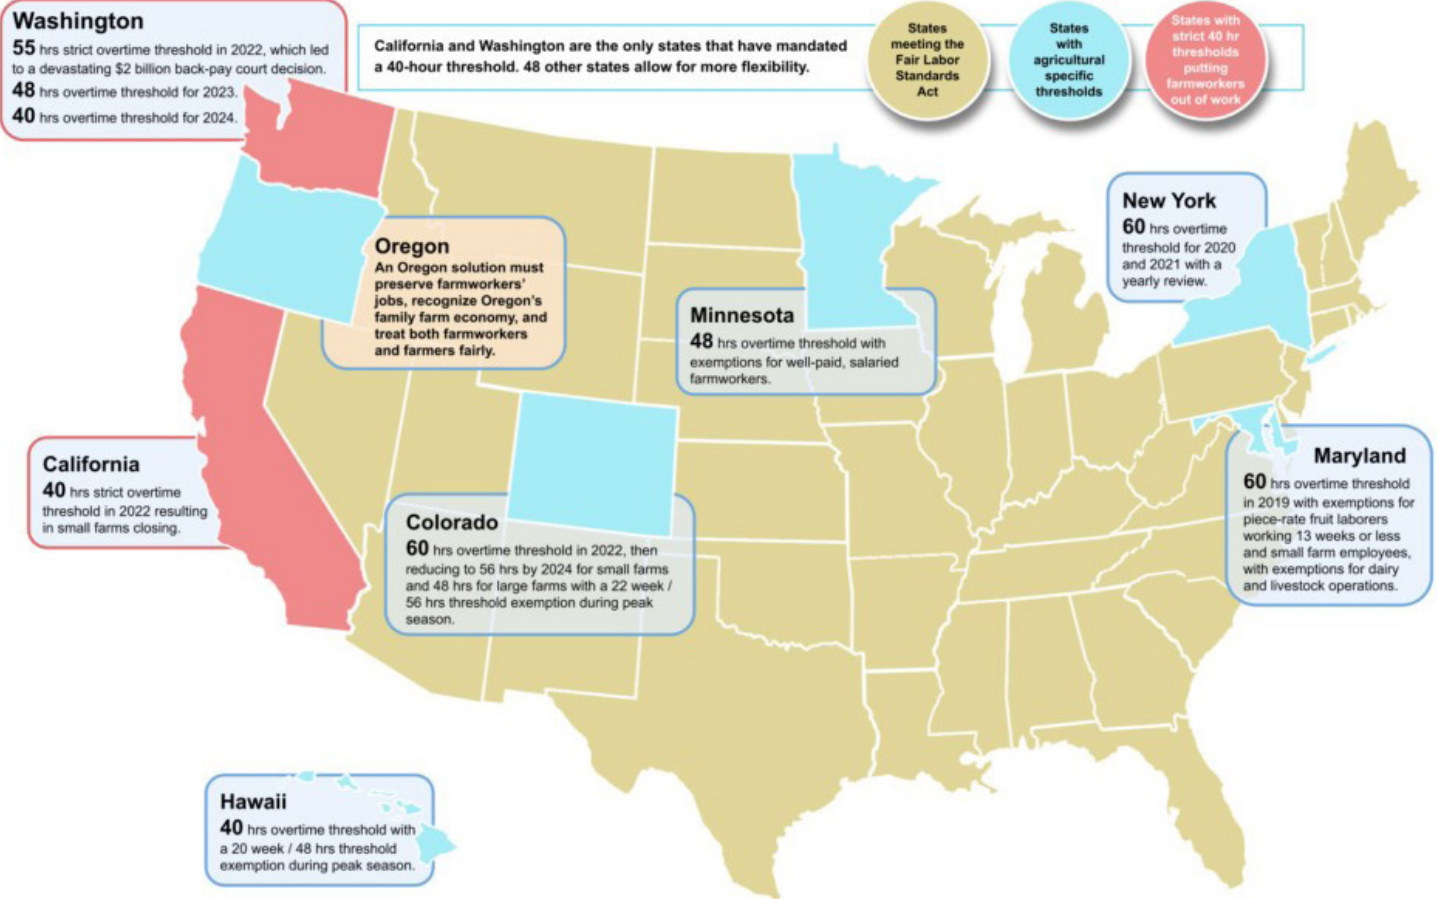 Washington
55 hrs strict overtime threshold in 2022, which led
to a devastating $2 billion back-pay court decision.
48 hrs overtime threshold for 2023.
40 hrs overtime threshold for 2024.
California and Washington are the only states that have mandated
a 40-hour threshold. 48 other states allow for more flexibility.
States
meeting the
Fair Labor
Standards
Act
States
with
agricultural
specific
thresholds
States with
strict 40 hr
thresholds
putting
farmworkers
out of work
New York
60 hrs overtime
threshold for 2020
and 2021 with a
yearly review.
Oregon
An Oregon solution must
preserve farmworkers'
jobs, recognize Oregon's
family farm economy, and
treat both farmworkers
and farmers fairly.
Minnesota
48 hrs overtime threshold with
exemptions for well-paid, salaried
farmworkers.
California
40 hrs strict overtime
threshold in 2022 resulting
in small farms closing.
Colorado
60 hrs overtime threshold in 2022, then
reducing to 56 hrs by 2024 for small farms
and 48 hrs for large farms with a 22 week /
56 hrs threshold exemption during peak
season.
Maryland
60 hrs overtime threshold
in 2019 with exemptions for
piece-rate fruit laborers
working 13 weeks or less
and small farm employees,
with exemptions for dairy
and livestock operations.
Hawaii
40 hrs overtime threshold with
a 20 week / 48 hrs threshold
exemption during peak season.